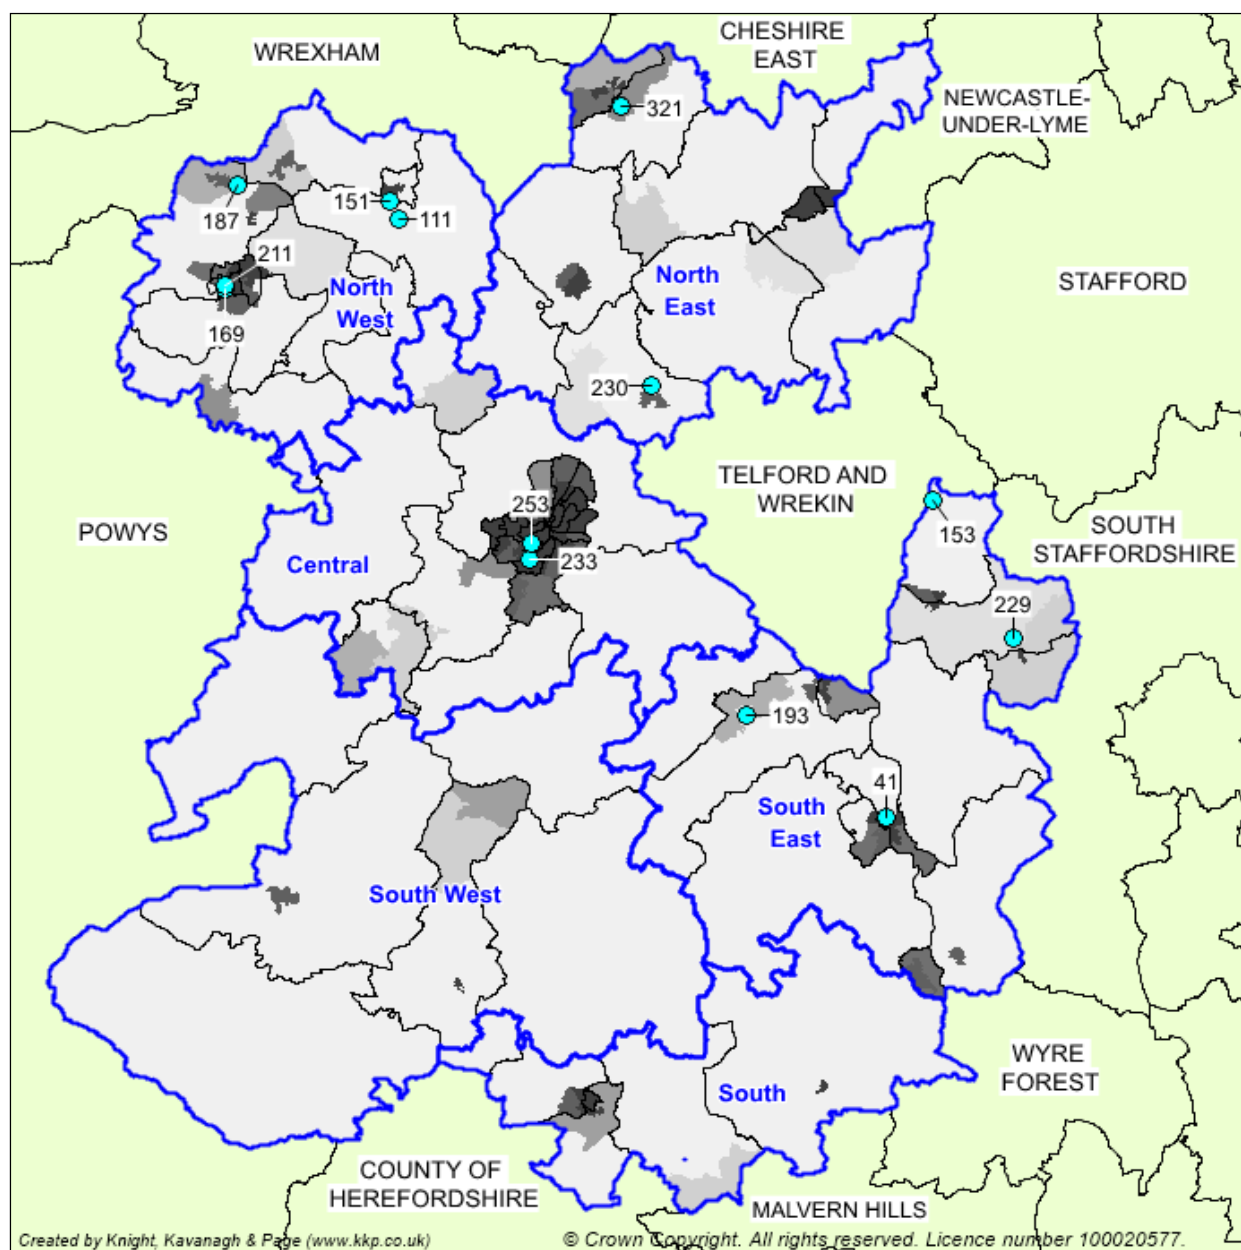 WREXHAM
CHESHIRE
EAST
NEWCASTLE-
UNDER-LYME
321
187
151
111
211
169
North
West
North
East
STAFFORD
230
TELFORD AND
WREKIN
POWYS
253
233
Central
153
SOUTH
STAFFORDSHIRE
229
193
41
South
East
South West
South
WYRE
FOREST
COUNTY OF
HEREFORDSHIRE
MALVERN HILLS
Created by Knight, Kavanagh & Page (www.kkp.co.uk)
© Crown Copyright. All rights reserved. Licence number 100020577.